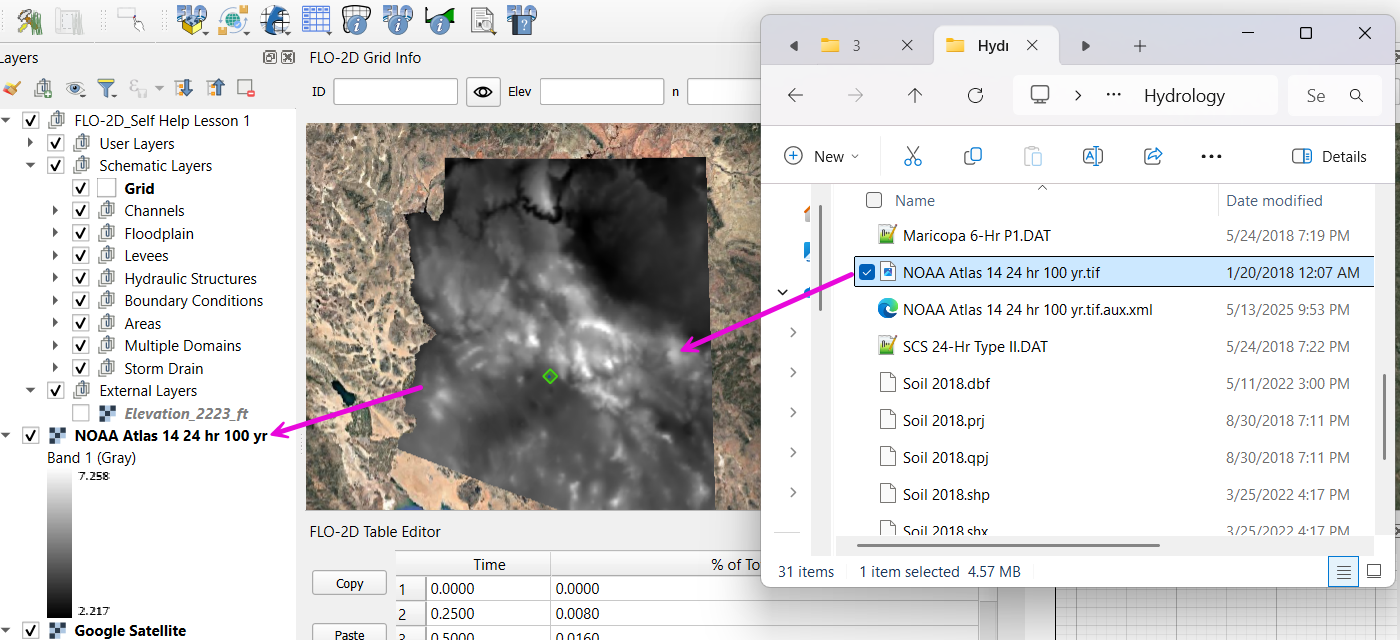 Layers
FLO-2D_Self Help Lesson 1
User Layers
Schematic Layers
Grid
Channels
Floodplain
Levees
Hydraulic Structures
Boundary Conditions
Areas
Multiple Domains
Storm Drain
External Layers
Elevation_2223_ft
NOAA Atlas 14 24 hr 100 yr
Band 1 (Gray)
7.258
2.217
Google Satellite
FLO-2D Grid Info
ID Elev n
FLO-2D Table Editor
Copy
Paste
Time % of To
1 0.0000 0.0000
2 0.2500 0.0080
3 0.5000 0.0160
3 Hydr
Hydrology Se
New Details
Name Date modified
Maricopa 6-Hr P1.DAT 5/24/2018 7:19 PM
NOAA Atlas 14 24 hr 100 yr.tif 1/20/2018 12:07 AM
NOAA Atlas 14 24 hr 100 yr.tif.aux.xml 5/13/2025 9:53 PM
SCS 24-Hr Type II.DAT 5/24/2018 7:22 PM
Soil 2018.dbf 5/11/2022 3:00 PM
Soil 2018.prj 8/30/2018 7:11 PM
Soil 2018.qpj 8/30/2018 7:11 PM
Soil 2018.shp 3/25/2022 4:17 PM
Soil 2018.shx 3/25/2022 4:17 PM
31 items 1 item selected 4.57 MB